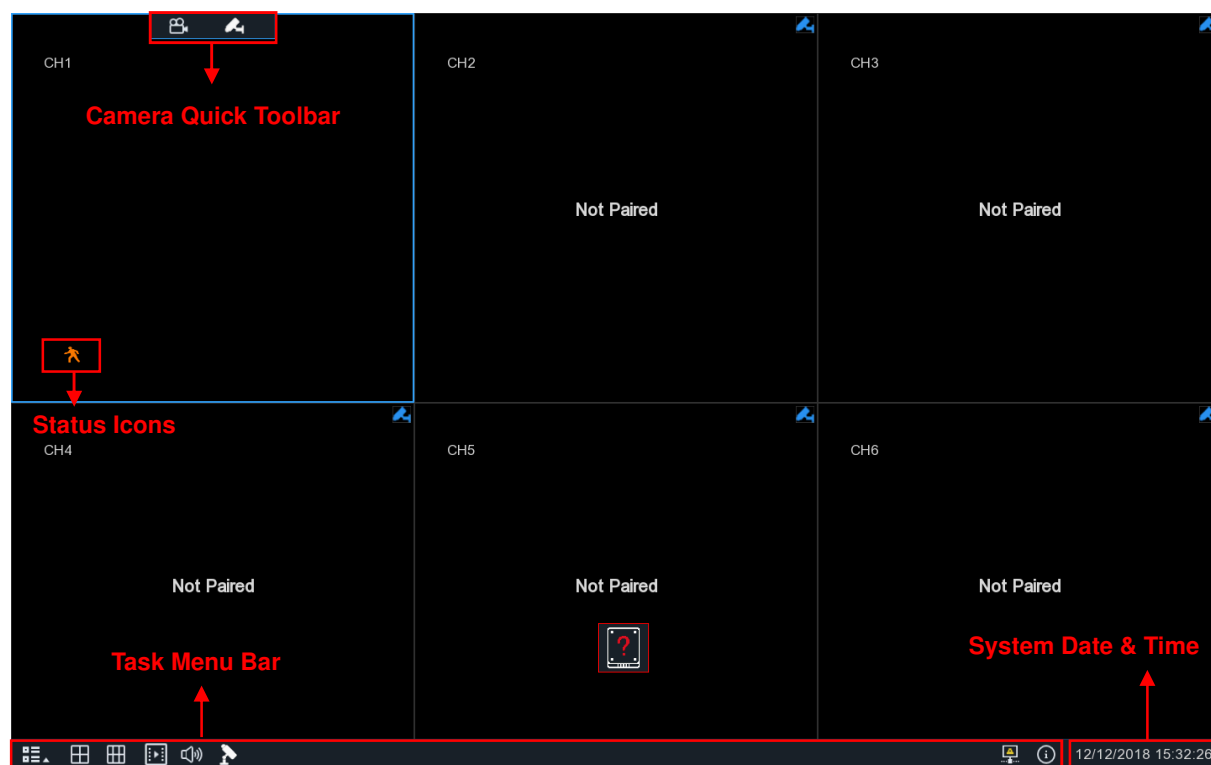 CH1
CH2
CH3
Camera Quick Toolbar
Not Paired
Not Paired
Status Icons
CH4
CH5
CH6
Not Paired
Not Paired
Not Paired
?
Task Menu Bar
System Date & Time
12/12/2018 15:32:26